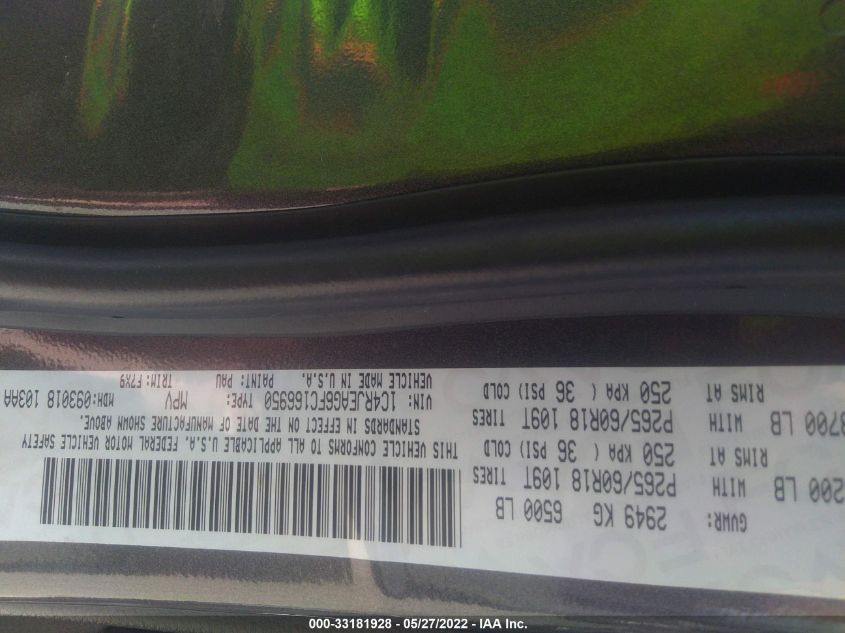 GVWR: 2949 KG 6500 LB
200 LB WITH P265/60R18 109T TIRES
RIMS AT 250 KPA ( 36 PSI) COLD
3700 LB WITH P265/60R18 109T TIRES
RIMS AT 250 KPA ( 36 PSI) COLD
THIS VEHICLE CONFORMS TO ALL APPLICABLE U.S.A. FEDERAL MOTOR VEHICLE SAFETY
STANDARDS IN EFFECT ON THE DATE OF MANUFACTURE SHOWN ABOVE.
VIN: 1C4RJEAG6FC166950 TYPE: MPV MDH:093018 103AA
VEHICLE MADE IN U.S.A. PAINT: PAU TRIM:F7X9
000-33181928 - 05/27/2022 - IAA Inc.